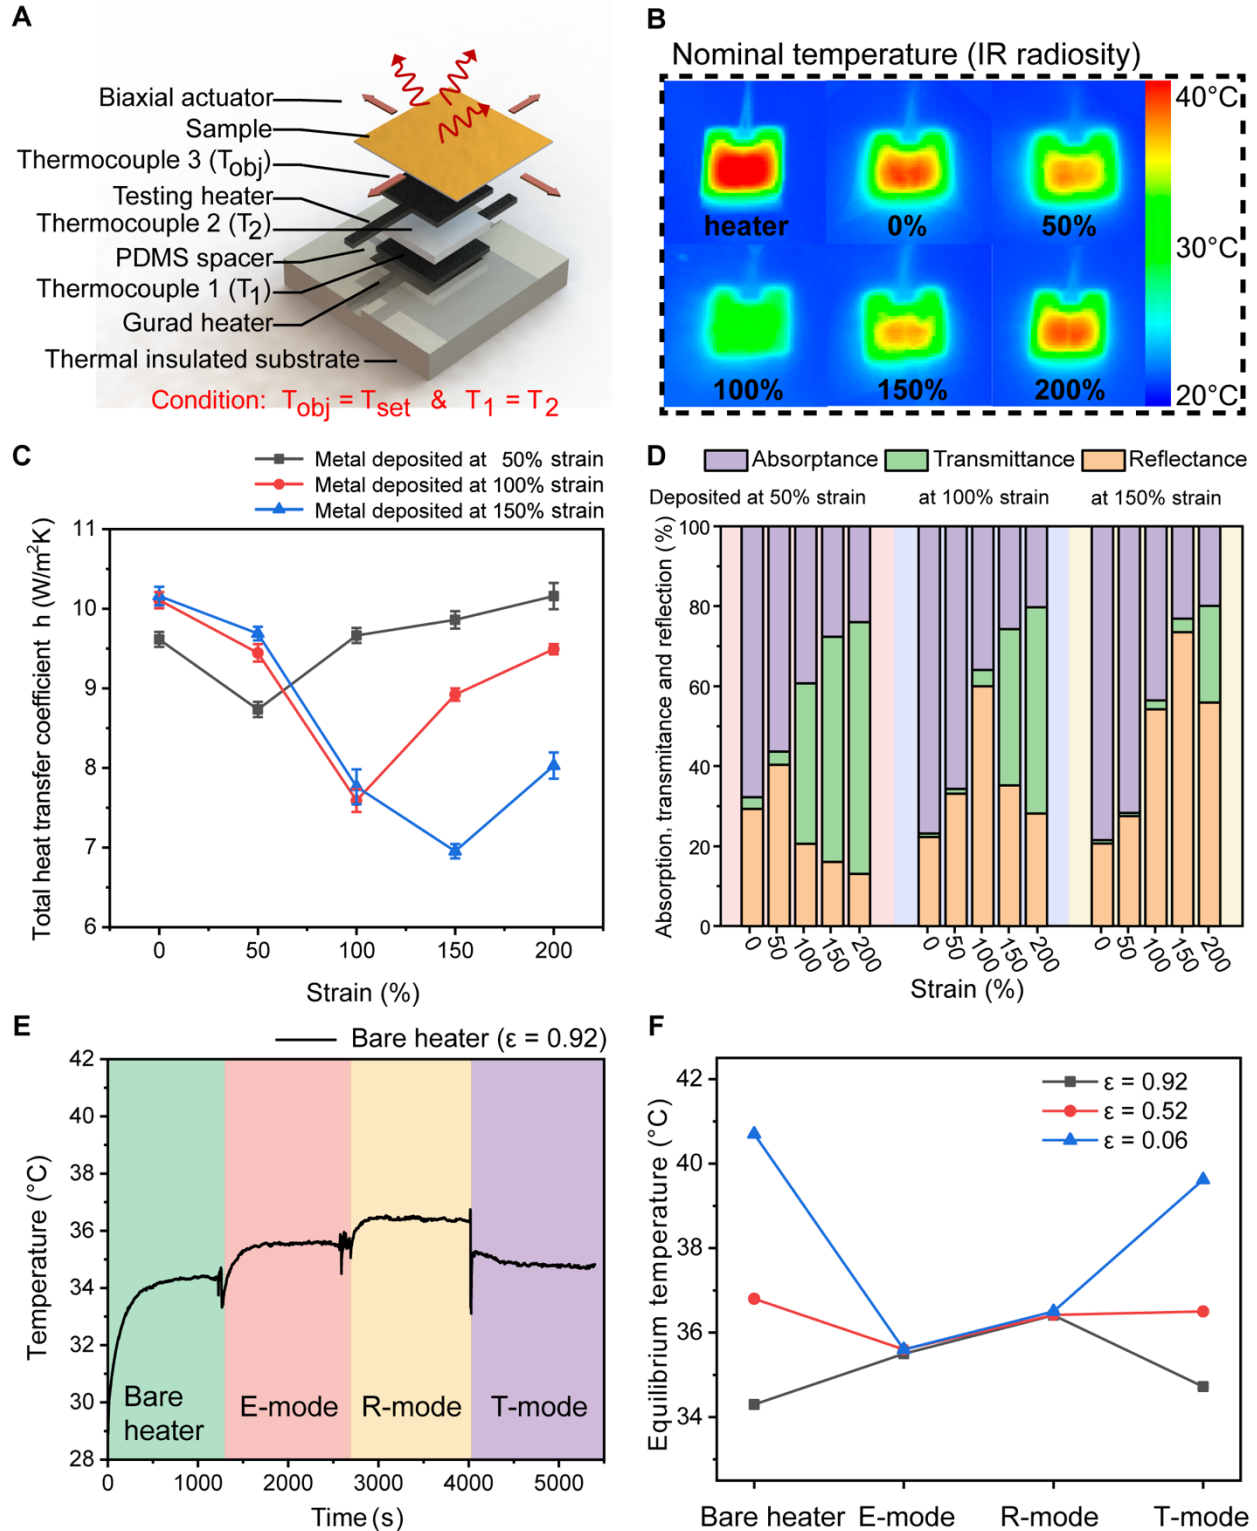 A
Biaxial actuator
Sample
Thermocouple 3 (Tobj)
Testing heater
Thermocouple 2 (T2)
PDMS spacer
Thermocouple 1 (T1)
Gurad heater
Thermal insulated substrate
Condition: Tobj = Tset & T1 = T2
B
Nominal temperature (IR radiosity)
heater 0% 50%
100% 150% 200%
40°C
30°C
20°C
C
Metal deposited at 50% strain
Metal deposited at 100% strain
Metal deposited at 150% strain
Total heat transfer coefficient h (W/m²K)
11
10
9
8
7
6
0 50 100 150 200
Strain (%)
D
Absorptance Transmittance Reflectance
Deposited at 50% strain at 100% strain at 150% strain
Absorption, transmitance and reflection (%)
100
80
60
40
20
0
0 50 100 150 200 0 50 100 150 200 0 50 100 150 200
Strain (%)
E
Bare heater (ε = 0.92)
Temperature (°C)
42
40
38
36
34
32
30
28
Bare
heater
E-mode R-mode T-mode
0 1000 2000 3000 4000 5000
Time (s)
F
ε = 0.92
ε = 0.52
ε = 0.06
Equilibrium temperature (°C)
42
40
38
36
34
Bare heater E-mode R-mode T-mode